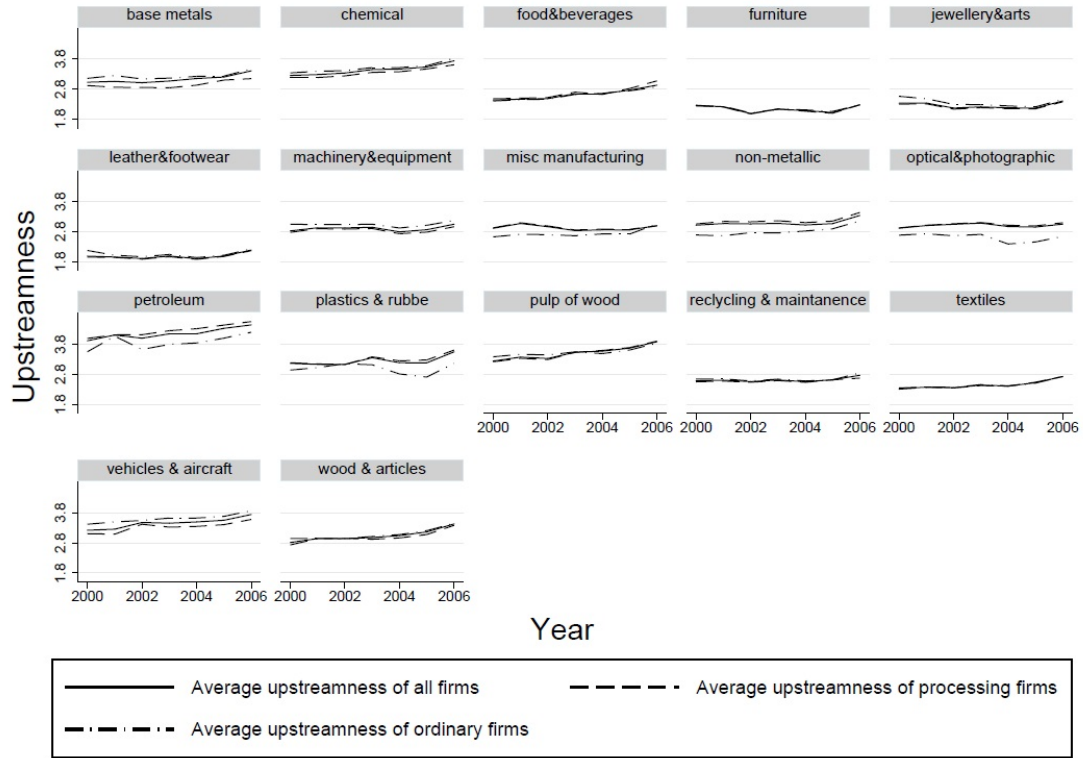 base metals chemical food&beverages furniture jewellery&arts
3.8
2.8
1.8
leather&footwear machinery&equipment misc manufacturing non-metallic optical&photographic
3.8
2.8
1.8
petroleum plastics & rubbe pulp of wood reclycling & maintanence textiles
3.8
2.8
1.8
2000 2002 2004 2006 2000 2002 2004 2006 2000 2002 2004 2006
vehicles & aircraft wood & articles
3.8
2.8
1.8
2000 2002 2004 2006 2000 2002 2004 2006
Upstreamness
Year
Average upstreamness of all firms Average upstreamness of processing firms
Average upstreamness of ordinary firms